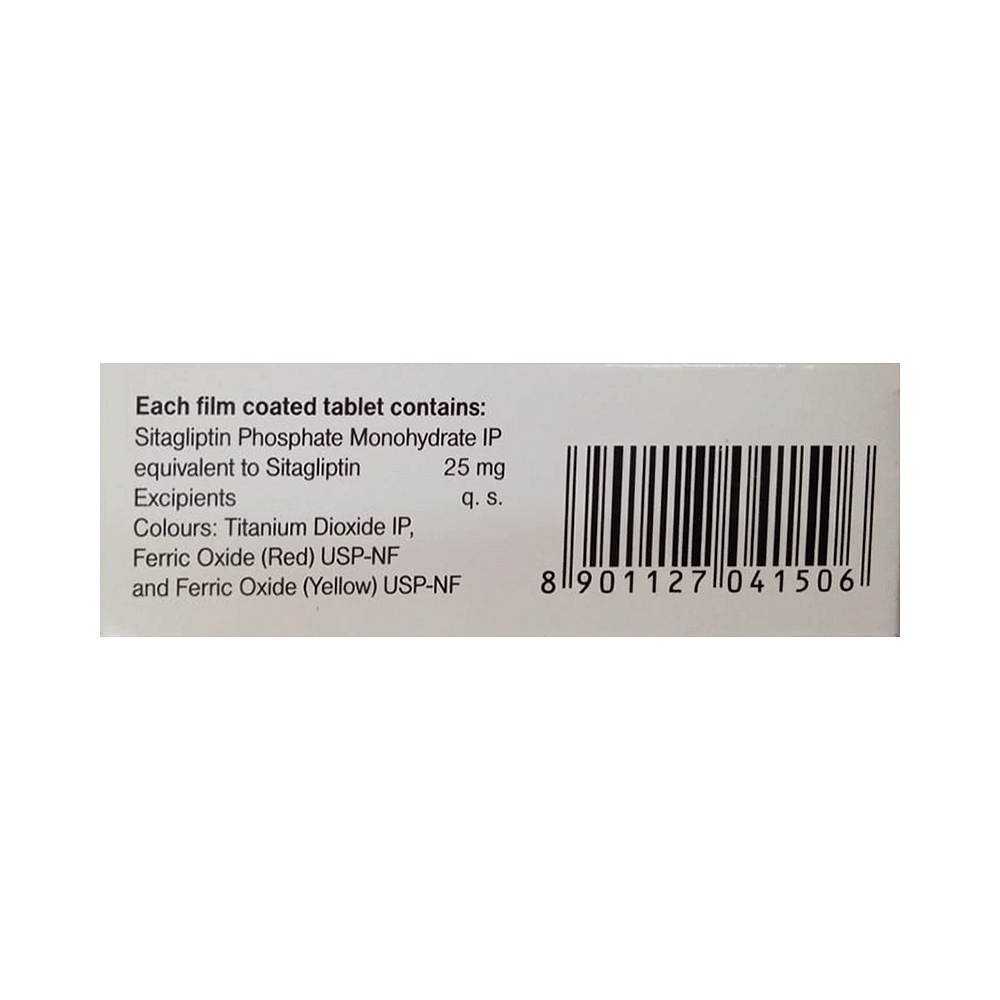 Each film coated tablet contains:
Sitagliptin Phosphate Monohydrate IP
equivalent to Sitagliptin 25 mg
Excipients q. s.
Colours: Titanium Dioxide IP,
Ferric Oxide (Red) USP-NF
and Ferric Oxide (Yellow) USP-NF
8 901127 041506